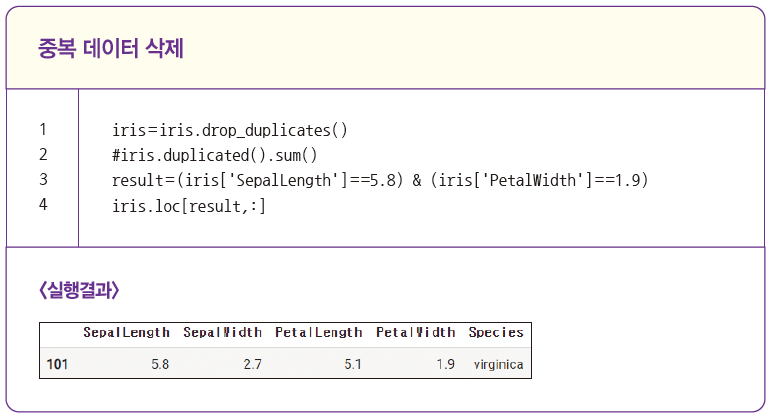 중복 데이터 삭제
1 iris=iris.drop_duplicates()
2 #iris.duplicated().sum()
3 result=(iris['SepalLength']==5.8) & (iris['PetalWidth']==1.9)
4 iris.loc[result,:]
<실행결과>
SepalLength SepalWidth PetalLength PetalWidth Species
101 5.8 2.7 5.1 1.9 virginica